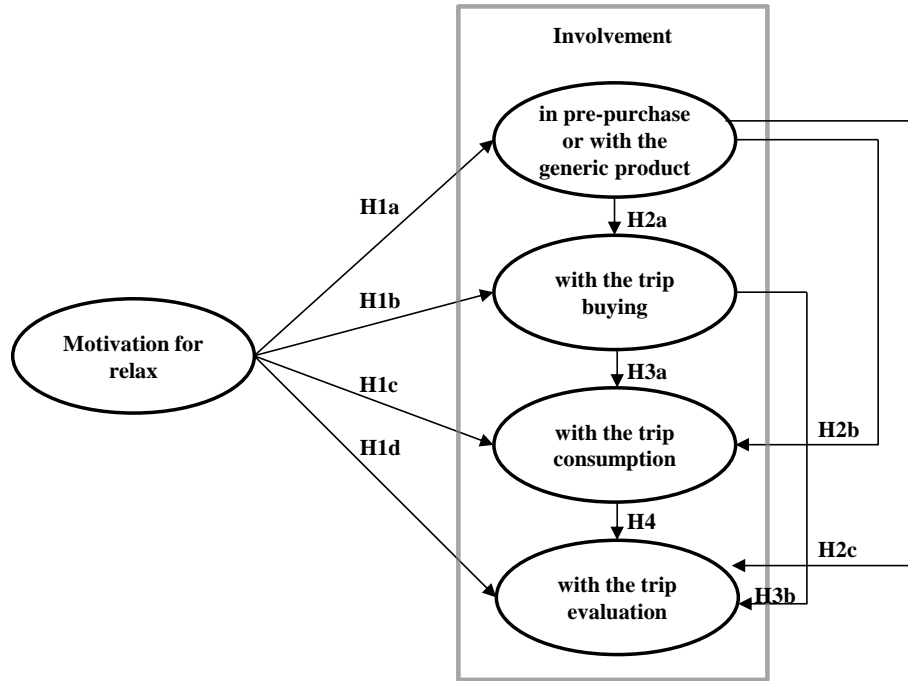 Involvement
in pre-purchase
or with the
generic product
H1a
H2a
with the trip
buying
H1b
Motivation for
relax
H3a
H1c
with the trip
consumption
H2b
H1d
H4
H2c
with the trip
evaluation
H3b